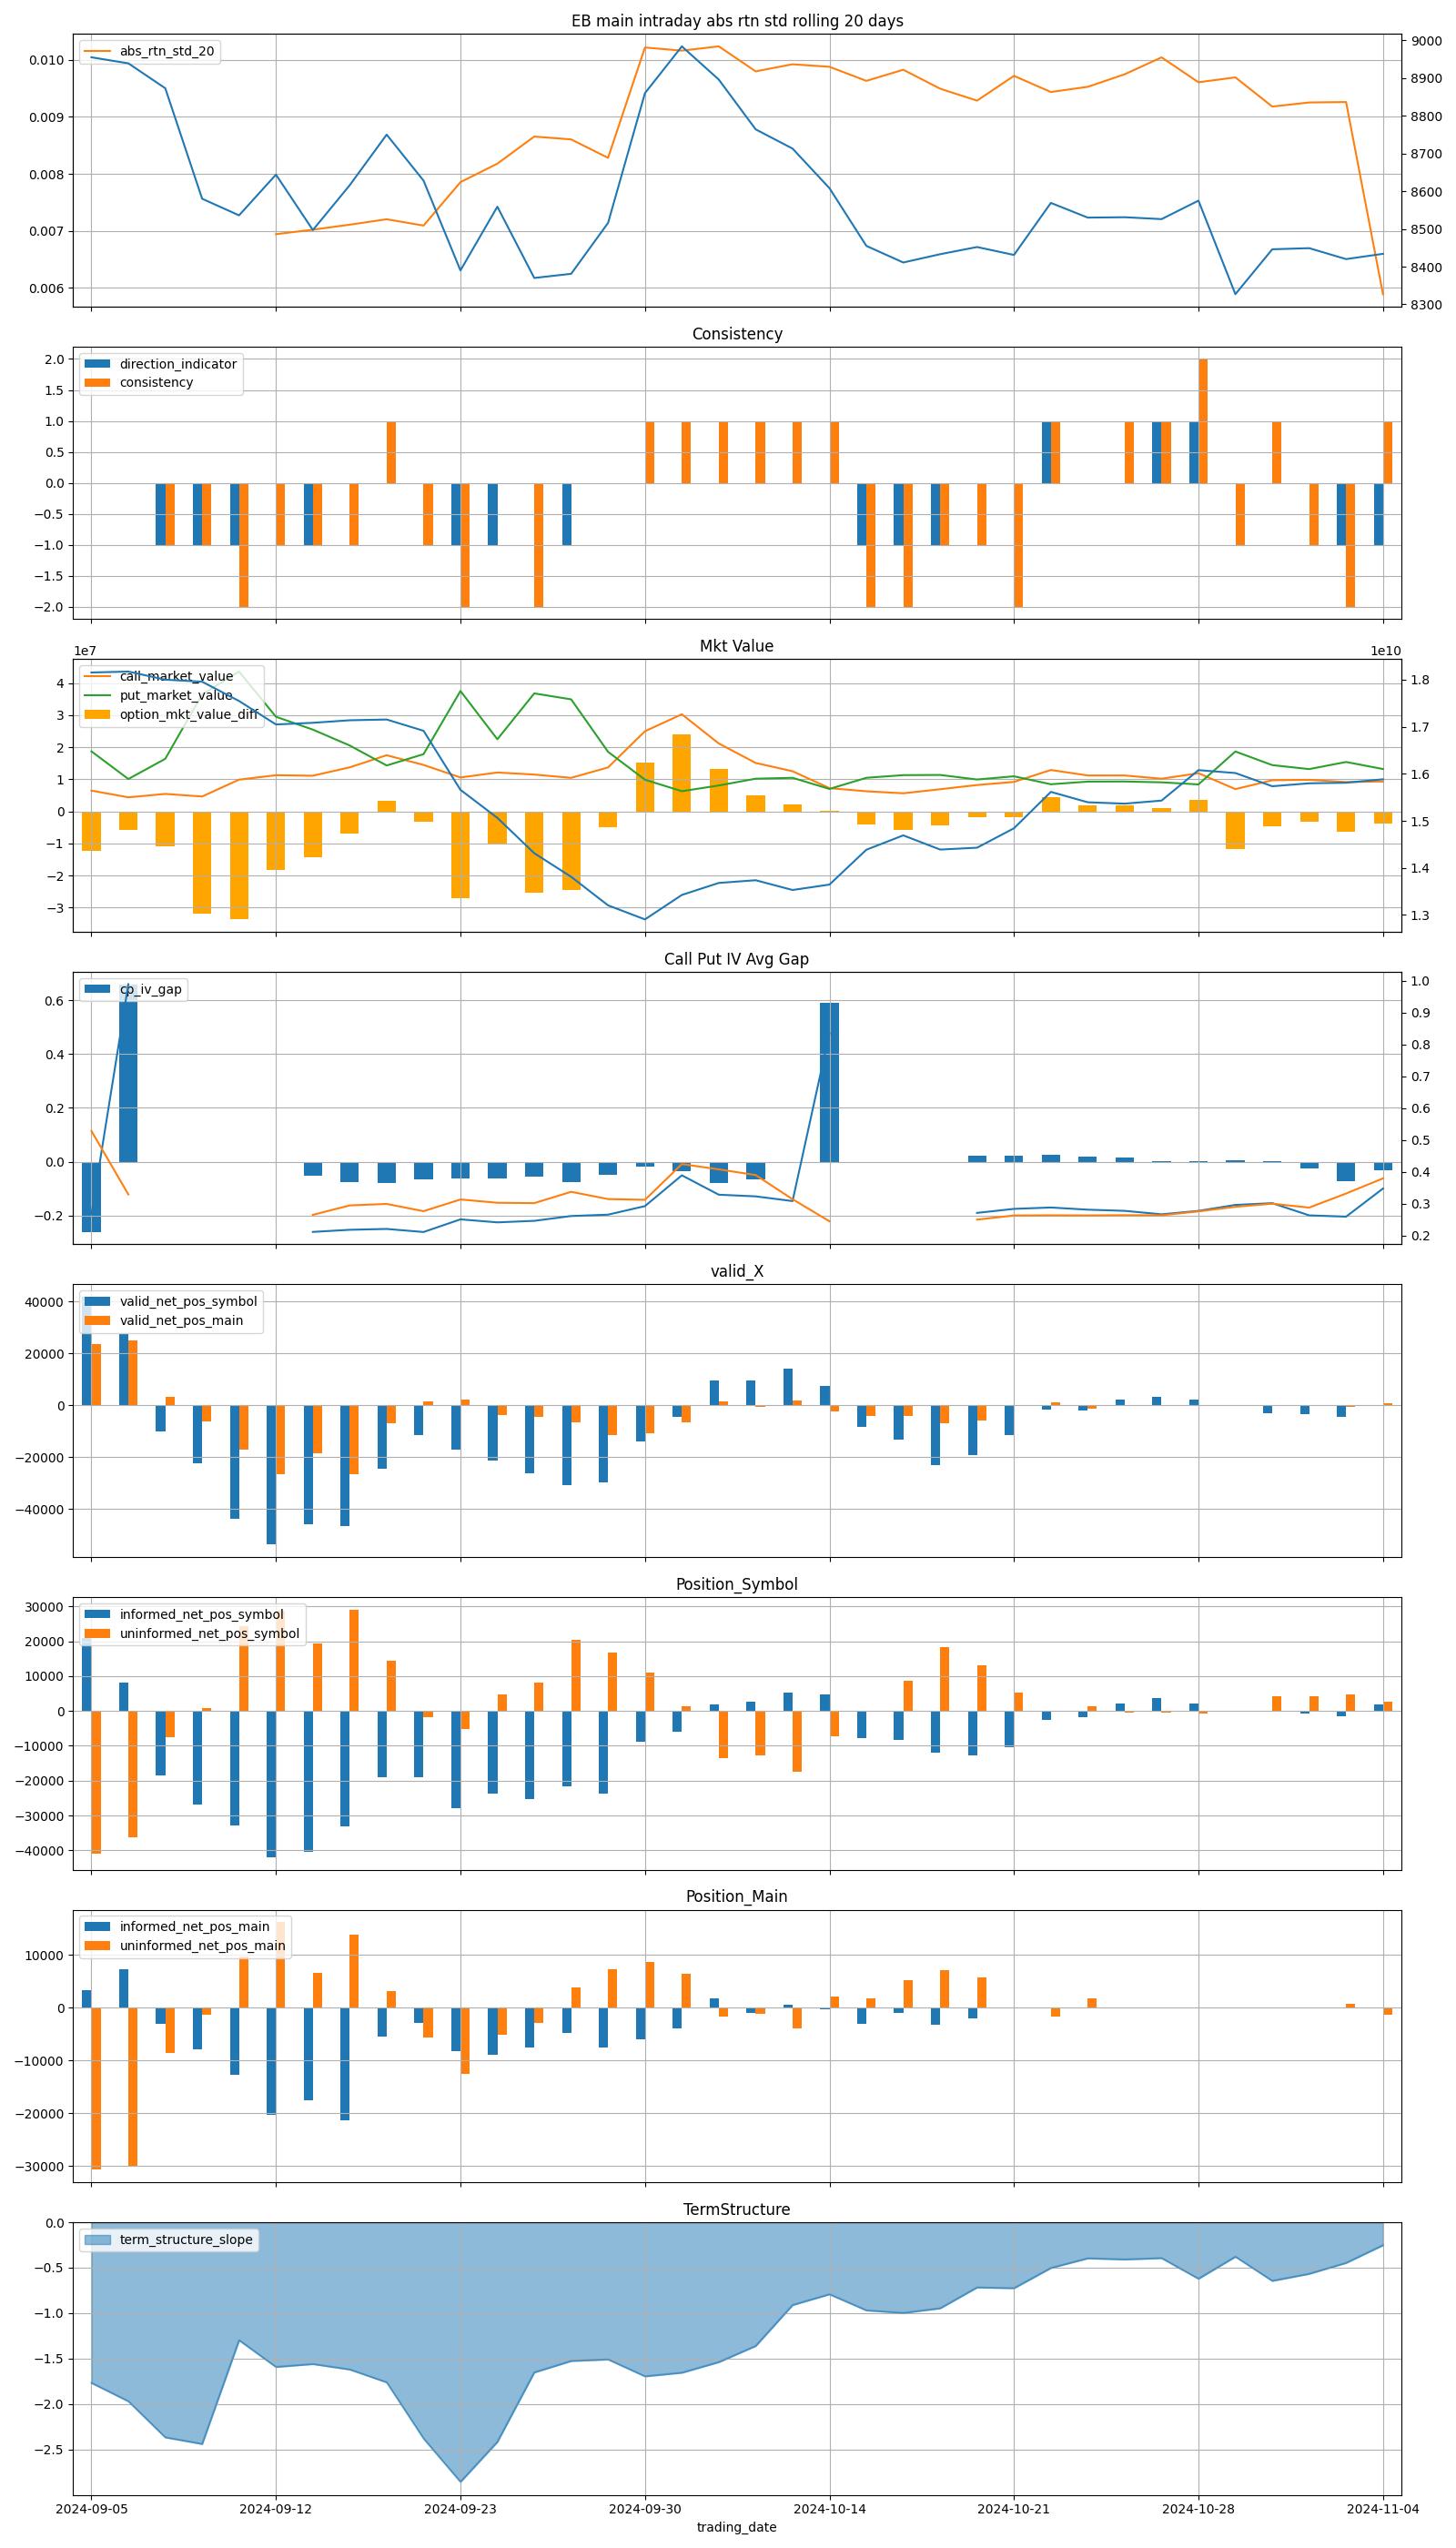 EB main intraday abs rtn std rolling 20 days
abs_rtn_std_20
0.010
0.009
0.008
0.007
0.006
9000
8900
8800
8700
8600
8500
8400
8300
Consistency
direction_indicator
consistency
2.0
1.5
1.0
0.5
0.0
−0.5
−1.0
−1.5
−2.0
Mkt Value
1e7
1e10
call_market_value
put_market_value
option_mkt_value_diff
4
3
2
1
0
−1
−2
−3
1.8
1.7
1.6
1.5
1.4
1.3
Call Put IV Avg Gap
cp_iv_gap
0.6
0.4
0.2
0.0
−0.2
1.0
0.9
0.8
0.7
0.6
0.5
0.4
0.3
0.2
valid_X
valid_net_pos_symbol
valid_net_pos_main
40000
20000
0
−20000
−40000
Position_Symbol
informed_net_pos_symbol
uninformed_net_pos_symbol
30000
20000
10000
0
−10000
−20000
−30000
−40000
Position_Main
informed_net_pos_main
uninformed_net_pos_main
10000
0
−10000
−20000
−30000
TermStructure
term_structure_slope
0.0
−0.5
−1.0
−1.5
−2.0
−2.5
2024-09-05 2024-09-12 2024-09-23 2024-09-30 2024-10-14 2024-10-21 2024-10-28 2024-11-04
trading_date